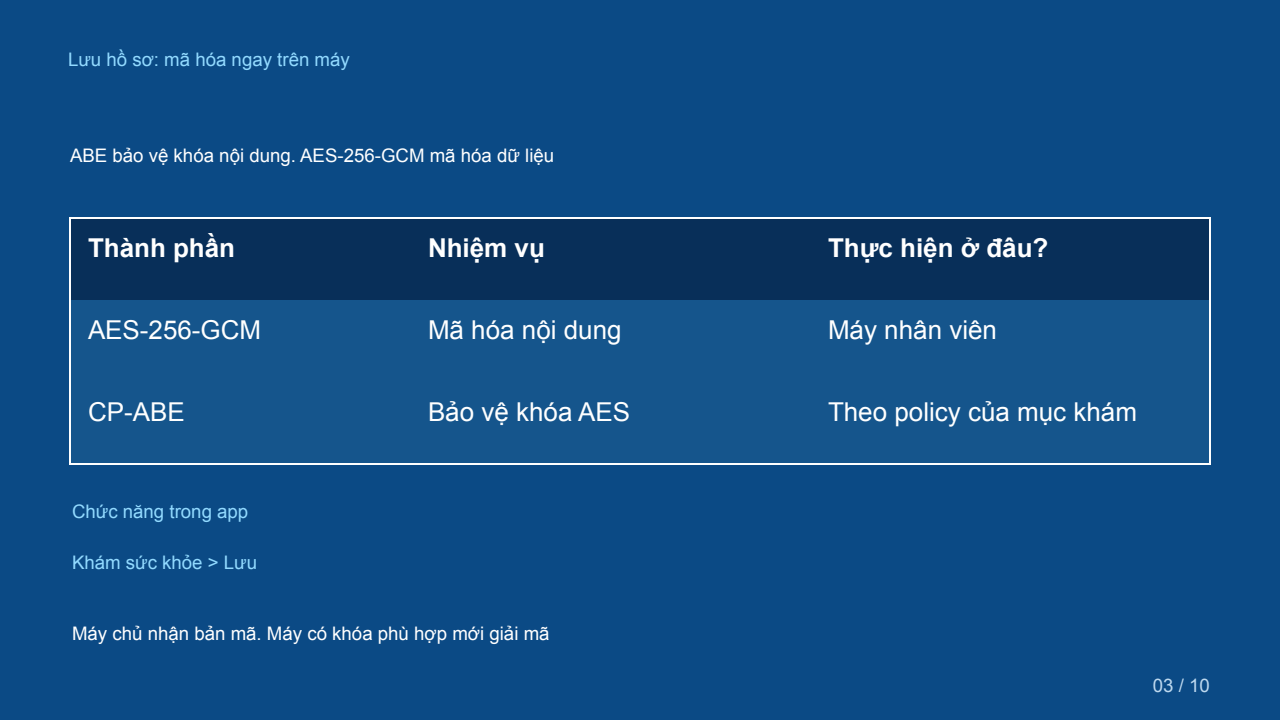 Lưu hồ sơ: mã hóa ngay trên máy
ABE bảo vệ khóa nội dung. AES-256-GCM mã hóa dữ liệu
Thành phần Nhiệm vụ Thực hiện ở đâu?
AES-256-GCM Mã hóa nội dung Máy nhân viên
CP-ABE Bảo vệ khóa AES Theo policy của mục khám
Chức năng trong app
Khám sức khỏe > Lưu
Máy chủ nhận bản mã. Máy có khóa phù hợp mới giải mã
03 / 10